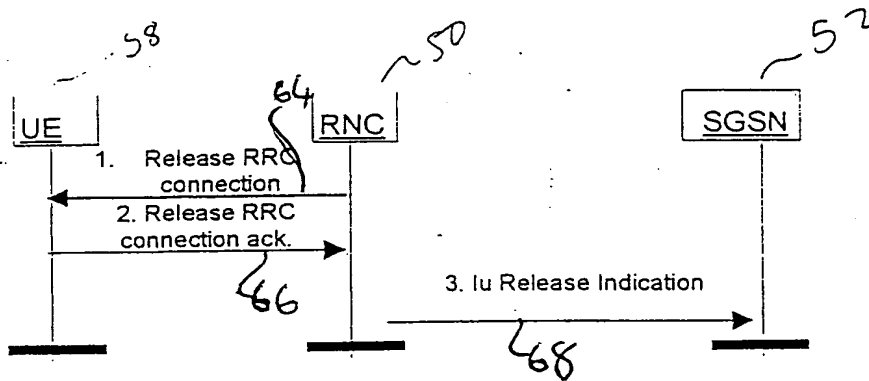 58
50
52
64
UE
RNC
SGSN
1. Release RRC
connection
2. Release RRC
connection ack.
66
3. Iu Release Indication
68